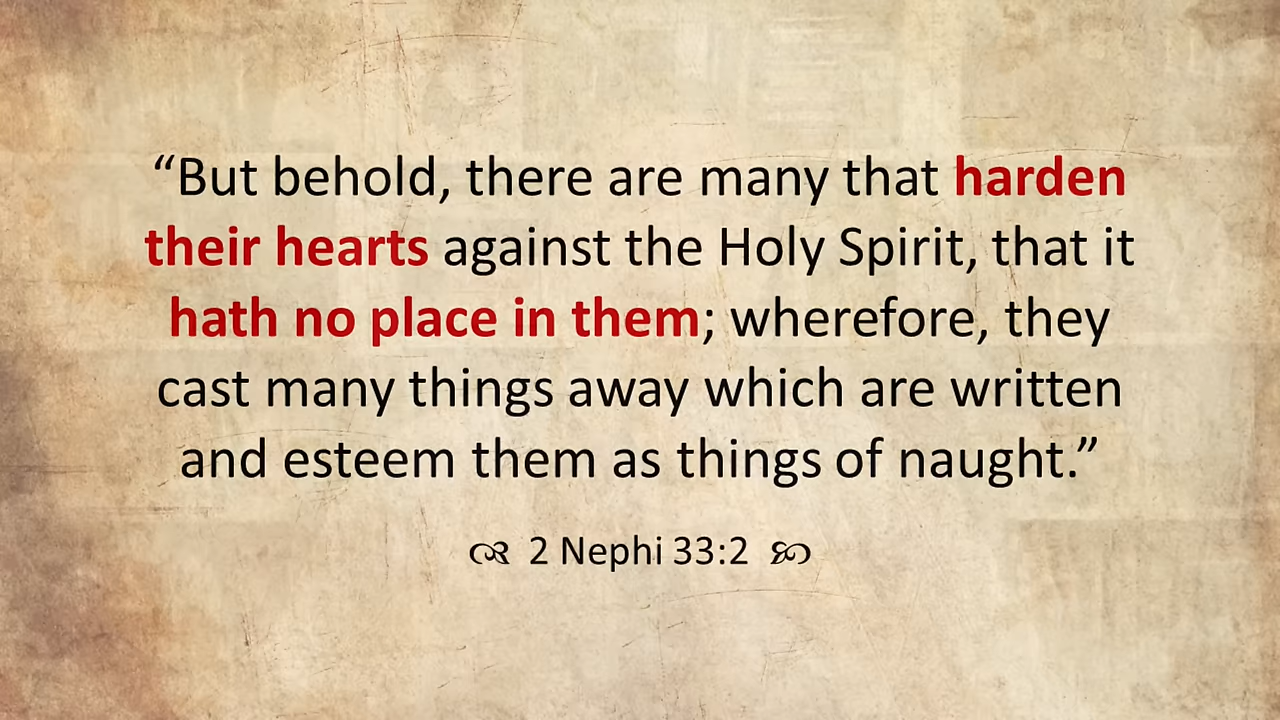 “But behold, there are many that harden
their hearts against the Holy Spirit, that it
hath no place in them; wherefore, they
cast many things away which are written
and esteem them as things of naught.”
2 Nephi 33:2